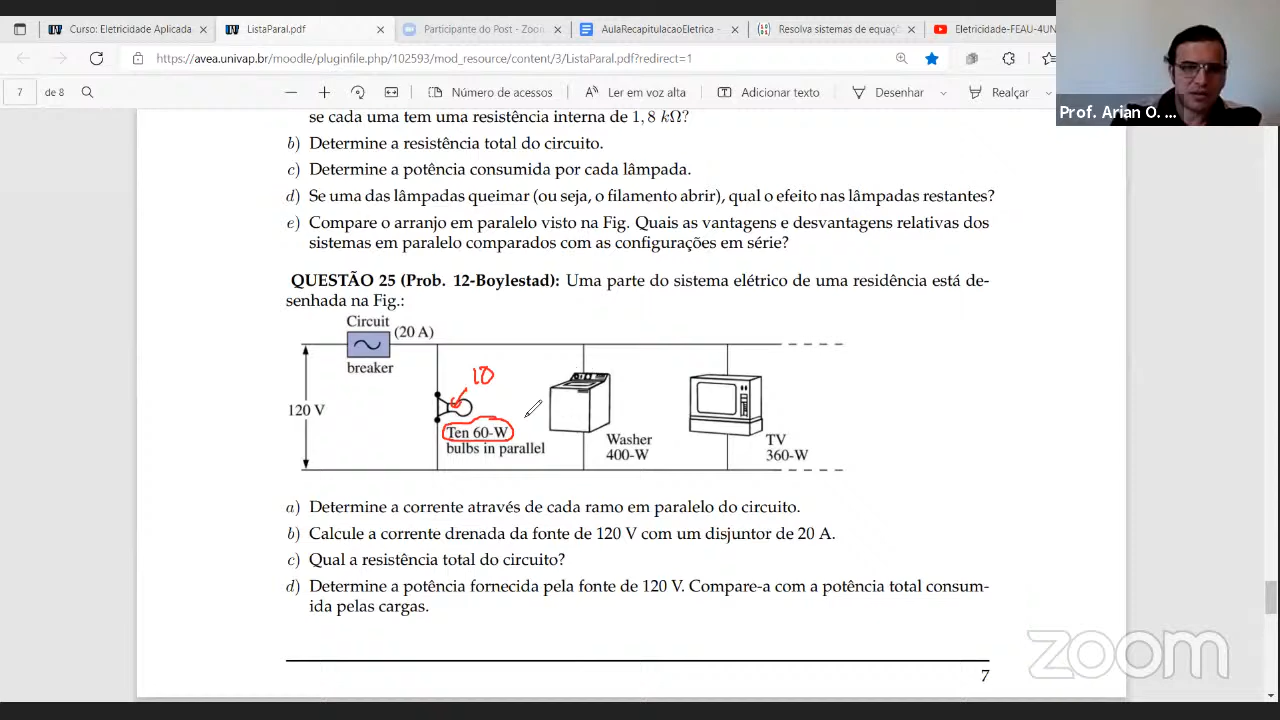 Curso: Eletricidade Aplicada
ListaParal.pdf
Participante do Post - Zoom
AulaRecapitulacaoEletrica -
Resolva sistemas de equaçõ
Eletricidade-FEAU-4UN
https://avea.univap.br/moodle/pluginfile.php/102593/mod_resource/content/3/ListaParal.pdf?redirect=1
7 de 8
Número de acessos
Ler em voz alta
Adicionar texto
Desenhar
Realçar
Prof. Arian O. ...
se cada uma tem uma resistência interna de 1, 8 kΩ?
b) Determine a resistência total do circuito.
c) Determine a potência consumida por cada lâmpada.
d) Se uma das lâmpadas queimar (ou seja, o filamento abrir), qual o efeito nas lâmpadas restantes?
e) Compare o arranjo em paralelo visto na Fig. Quais as vantagens e desvantagens relativas dos
sistemas em paralelo comparados com as configurações em série?
QUESTÃO 25 (Prob. 12-Boylestad): Uma parte do sistema elétrico de uma residência está de-
senhada na Fig.:
Circuit
(20 A)
breaker
120 V
10
Ten 60-W
bulbs in parallel
Washer
400-W
TV
360-W
a) Determine a corrente através de cada ramo em paralelo do circuito.
b) Calcule a corrente drenada da fonte de 120 V com um disjuntor de 20 A.
c) Qual a resistência total do circuito?
d) Determine a potência fornecida pela fonte de 120 V. Compare-a com a potência total consum-
ida pelas cargas.
7
zoom